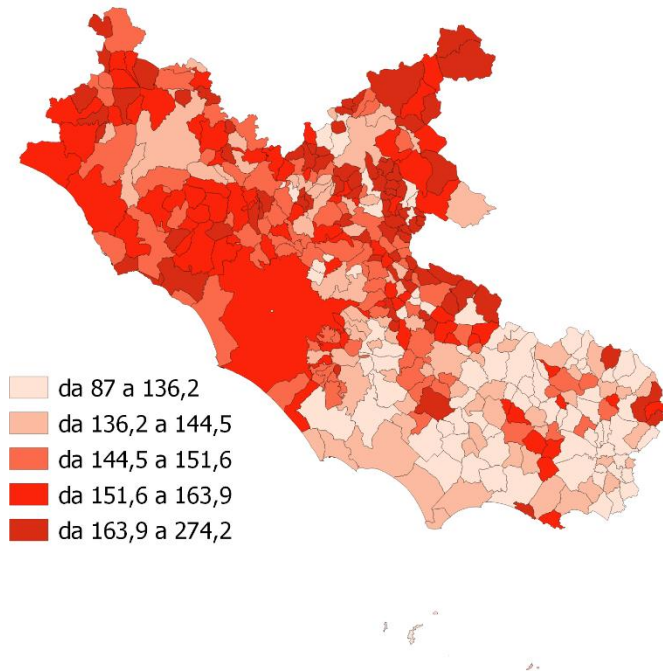 da 87 a 136,2
da 136,2 a 144,5
da 144,5 a 151,6
da 151,6 a 163,9
da 163,9 a 274,2